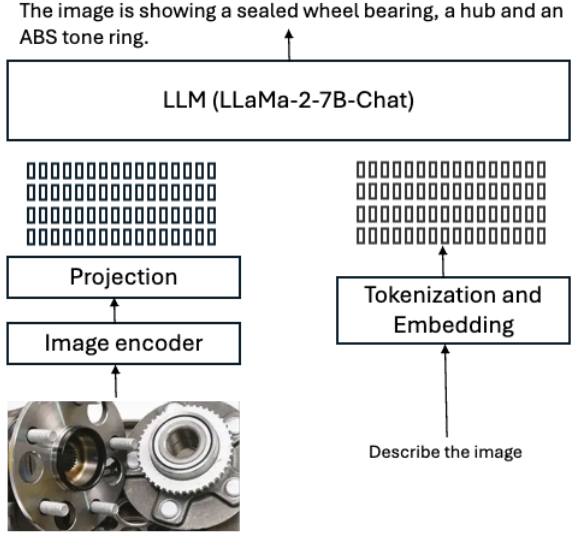 The image is showing a sealed wheel bearing, a hub and an
ABS tone ring.
LLM (LLaMa-2-7B-Chat)
Projection
Image encoder
Tokenization and
Embedding
Describe the image